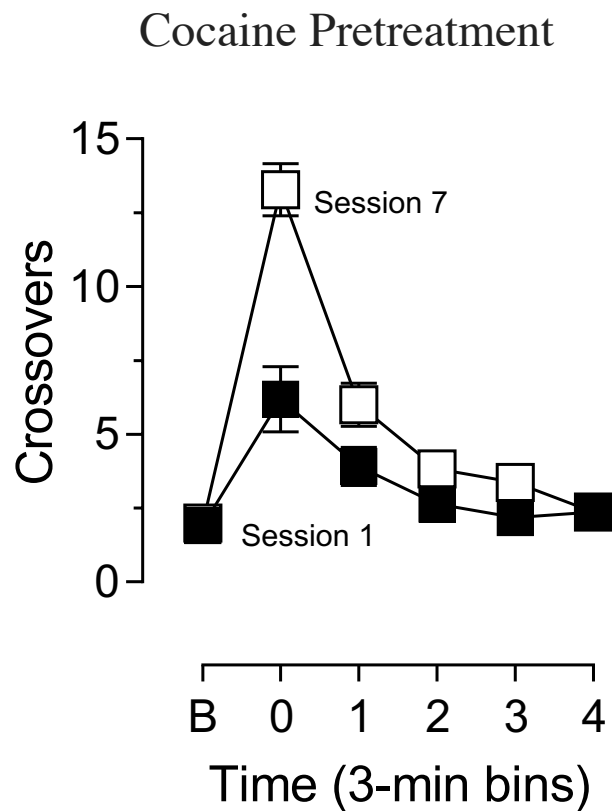 Cocaine Pretreatment
15
Session 7
10
Crossovers
5
Session 1
0
B 0 1 2 3 4
Time (3-min bins)